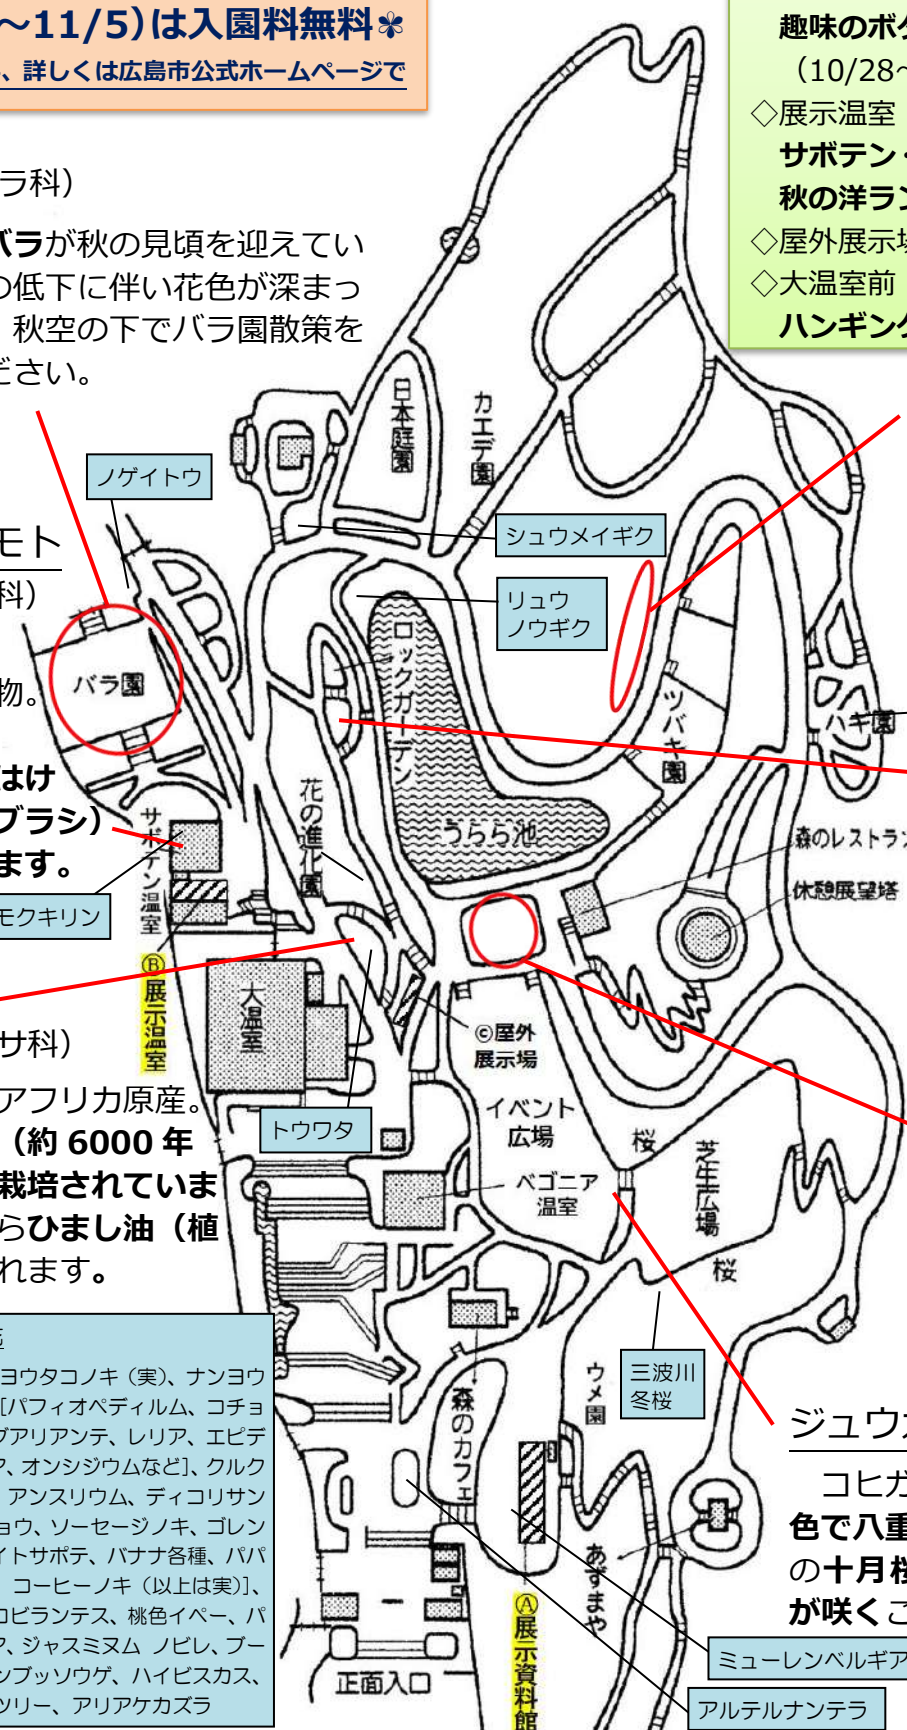 ～11/5）は入園料無料✽
、詳しくは広島市公式ホームページで
趣味のボタ
（10/28～
◇展示温室
サボテン・
秋の洋ラン
◇屋外展示場
◇大温室前
ハンギング
ラ科）
バラが秋の見頃を迎えてい
の低下に伴い花色が深まっ
秋空の下でバラ園散策を
ださい。
日本庭園
カエデ園
ノゲイトウ
シュウメイギク
リュウ
ノウギク
モト
科）
物。
バラ園
ロックガーデン
ツバキ園
ハギ園
はけ
ブラシ）
ます。
サボテン温室
モクキリン
花の進化園
うらら池
森のレストラン
休憩展望塔
Ⓑ展示温室
大温室
©屋外
展示場
サ科）
アフリカ原産。
（約 6000 年
栽培されていま
らひまし油（植
れます。
トウワタ
イベント
広場
桜
芝生広場
ベゴニア
温室
桜
ヨウタコノキ（実）、ナンヨウ
［パフィオペディルム、コチョ
グアリアンテ、レリア、エピデ
ア、オンシジウムなど］、クルク
アンスリウム、ディコリサン
ョウ、ソーセージノキ、ゴレン
イトサポテ、バナナ各種、パパ
コーヒーノキ（以上は実）］、
コビランテス、桃色イペー、パ
ア、ジャスミヌム ノビレ、ブー
ンブッソウゲ、ハイビスカス、
ツリー、アリアケカズラ
森のカフェ
ウメ園
三波川
冬桜
ジュウガ
コヒガ
色で八重
の十月桜
が咲くこ
あずまや
Ⓐ展示資料館
正面入口
ミューレンベルギア
アルテルナンテラ